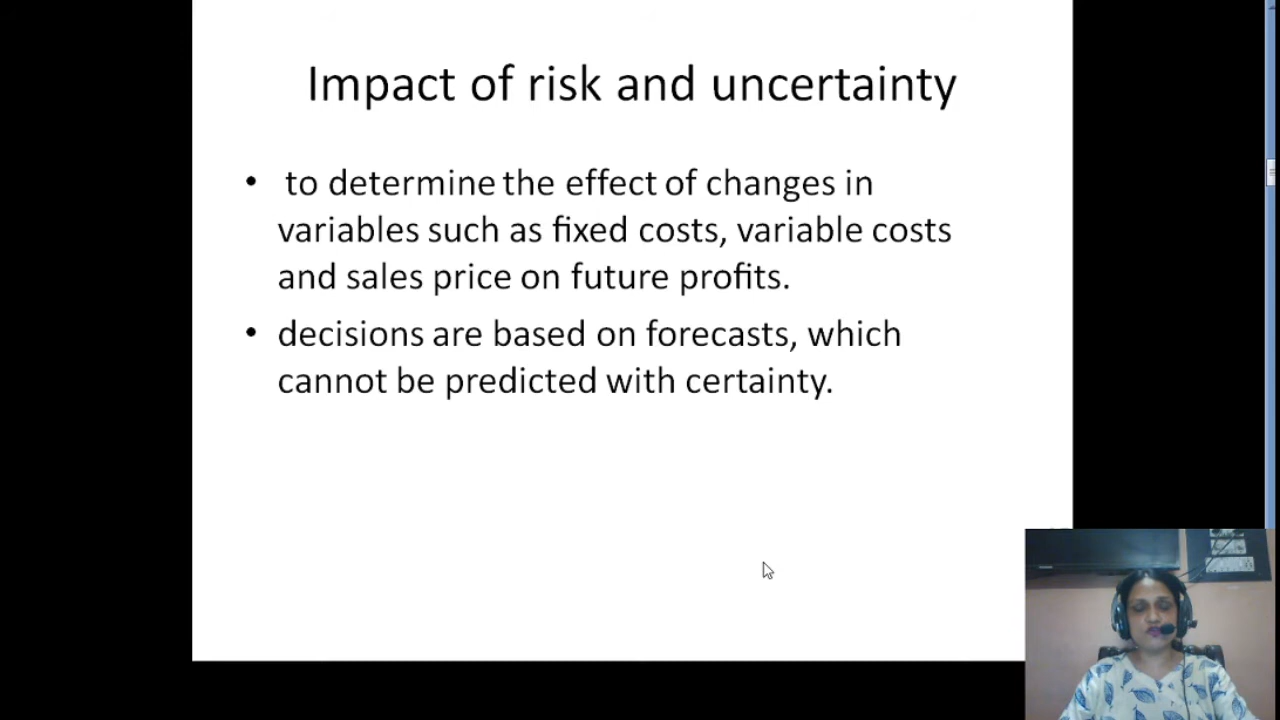 Impact of risk and uncertainty
• to determine the effect of changes in
variables such as fixed costs, variable costs
and sales price on future profits.
• decisions are based on forecasts, which
cannot be predicted with certainty.